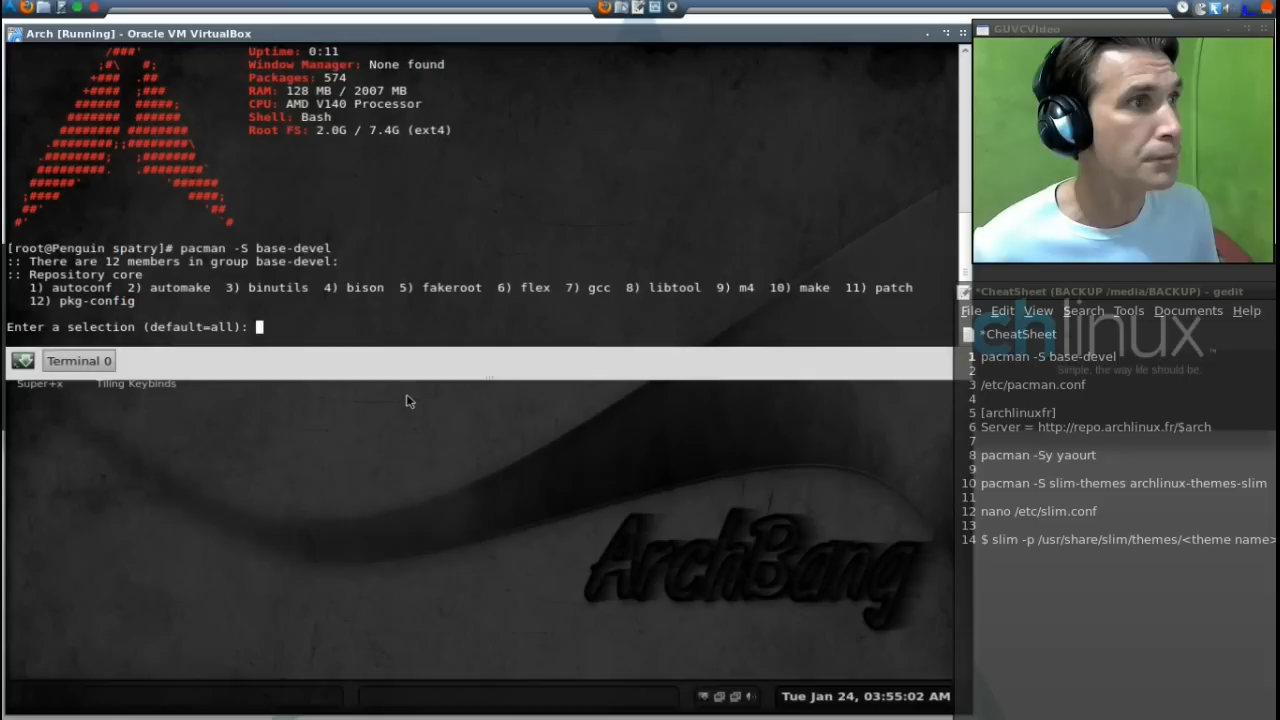 Arch [Running] - Oracle VM VirtualBox
GUVCVideo
Uptime: 0:11
Window Manager: None found
Packages: 574
RAM: 128 MB / 2007 MB
CPU: AMD V140 Processor
Shell: Bash
Root FS: 2.0G / 7.4G (ext4)
[root@Penguin spatry]# pacman -S base-devel
:: There are 12 members in group base-devel:
:: Repository core
1) autoconf 2) automake 3) binutils 4) bison 5) fakeroot 6) flex 7) gcc 8) libtool 9) m4 10) make 11) patch
12) pkg-config
Enter a selection (default=all):
Terminal 0
Super+x Tiling Keybinds
ArchBang
Tue Jan 24, 03:55:02 AM
*CheatSheet (BACKUP /media/BACKUP) - gedit
File Edit View Search Tools Documents Help
*CheatSheet
chlinux
Simple, the way life should be.
1 pacman -S base-devel
2
3 /etc/pacman.conf
4
5 [archlinuxfr]
6 Server = http://repo.archlinux.fr/$arch
7
8 pacman -Sy yaourt
9
10 pacman -S slim-themes archlinux-themes-slim
11
12 nano /etc/slim.conf
13
14 $ slim -p /usr/share/slim/themes/<theme name>